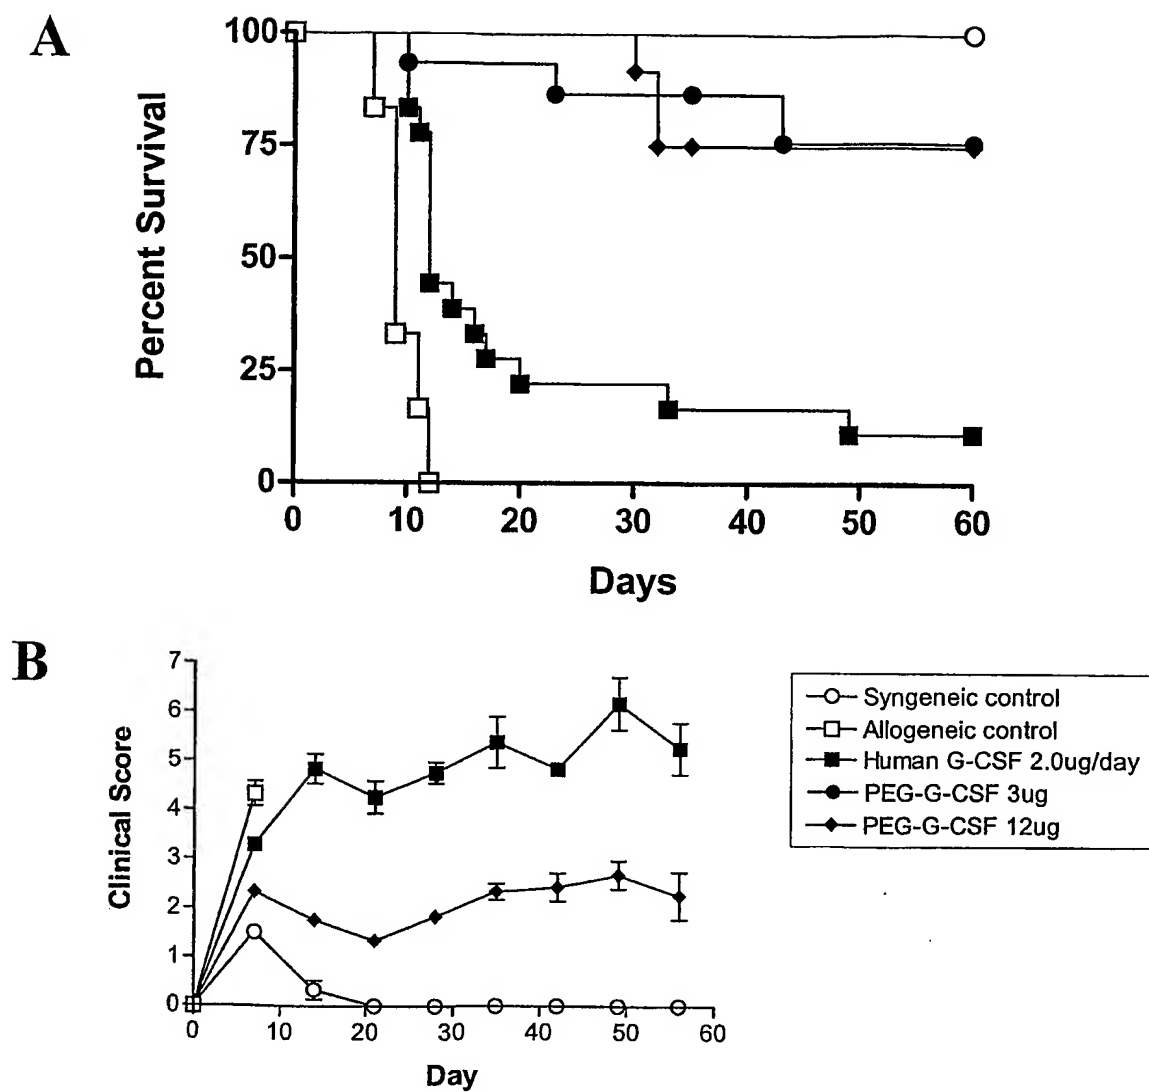 A
100
75
50
25
0
Percent Survival
0 10 20 30 40 50 60
Days
B
7
6
5
4
3
2
1
0
Clinical Score
0 10 20 30 40 50 60
Day
Syngeneic control
Allogeneic control
Human G-CSF 2.0ug/day
PEG-G-CSF 3ug
PEG-G-CSF 12ug